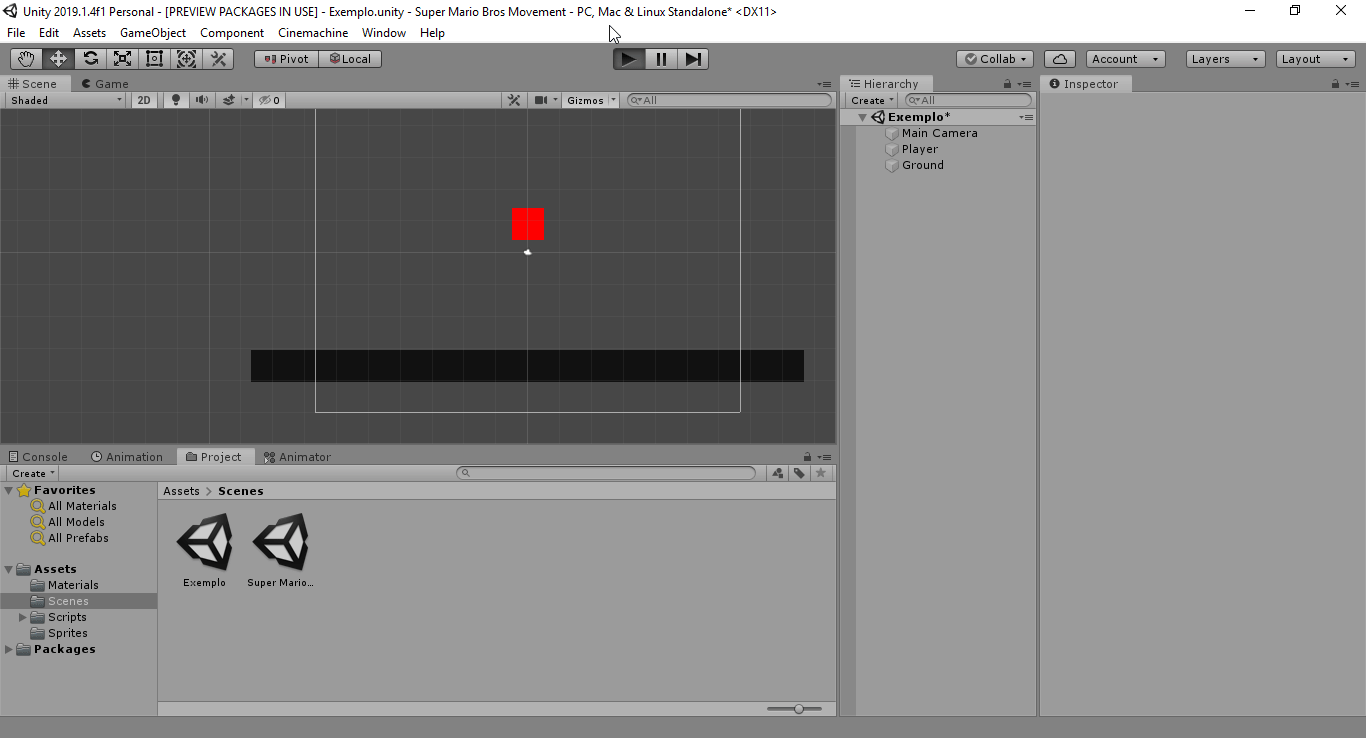 Unity 2019.1.4f1 Personal - [PREVIEW PACKAGES IN USE] - Exemplo.unity - Super Mario Bros Movement - PC, Mac & Linux Standalone* <DX11>
File Edit Assets GameObject Component Cinemachine Window Help
Pivot Local Collab Account Layers Layout
Scene Game
Shaded 2D 0 Gizmos All
Hierarchy
Create All
Exemplo*
Main Camera
Player
Ground
Inspector
Console Animation Project Animator
Create
Favorites
All Materials
All Models
All Prefabs
Assets
Materials
Scenes
Scripts
Sprites
Packages
Assets > Scenes
Exemplo Super Mario...